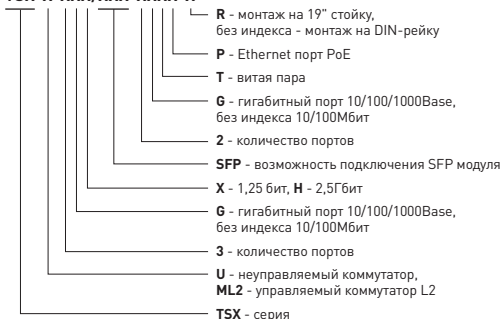 R - монтаж на 19" стойку,
без индекса - монтаж на DIN-рейку
P - Ethernet порт PoE
T - витая пара
G - гигабитный порт 10/100/1000Base,
без индекса 10/100Мбит
2 - количество портов
SFP - возможность подключения SFP модуля
X - 1,25 бит, H - 2,5Гбит
G - гигабитный порт 10/100/1000Base,
без индекса 10/100Мбит
3 - количество портов
U - неуправляемый коммутатор,
ML2 - управляемый коммутатор L2
TSX - серия